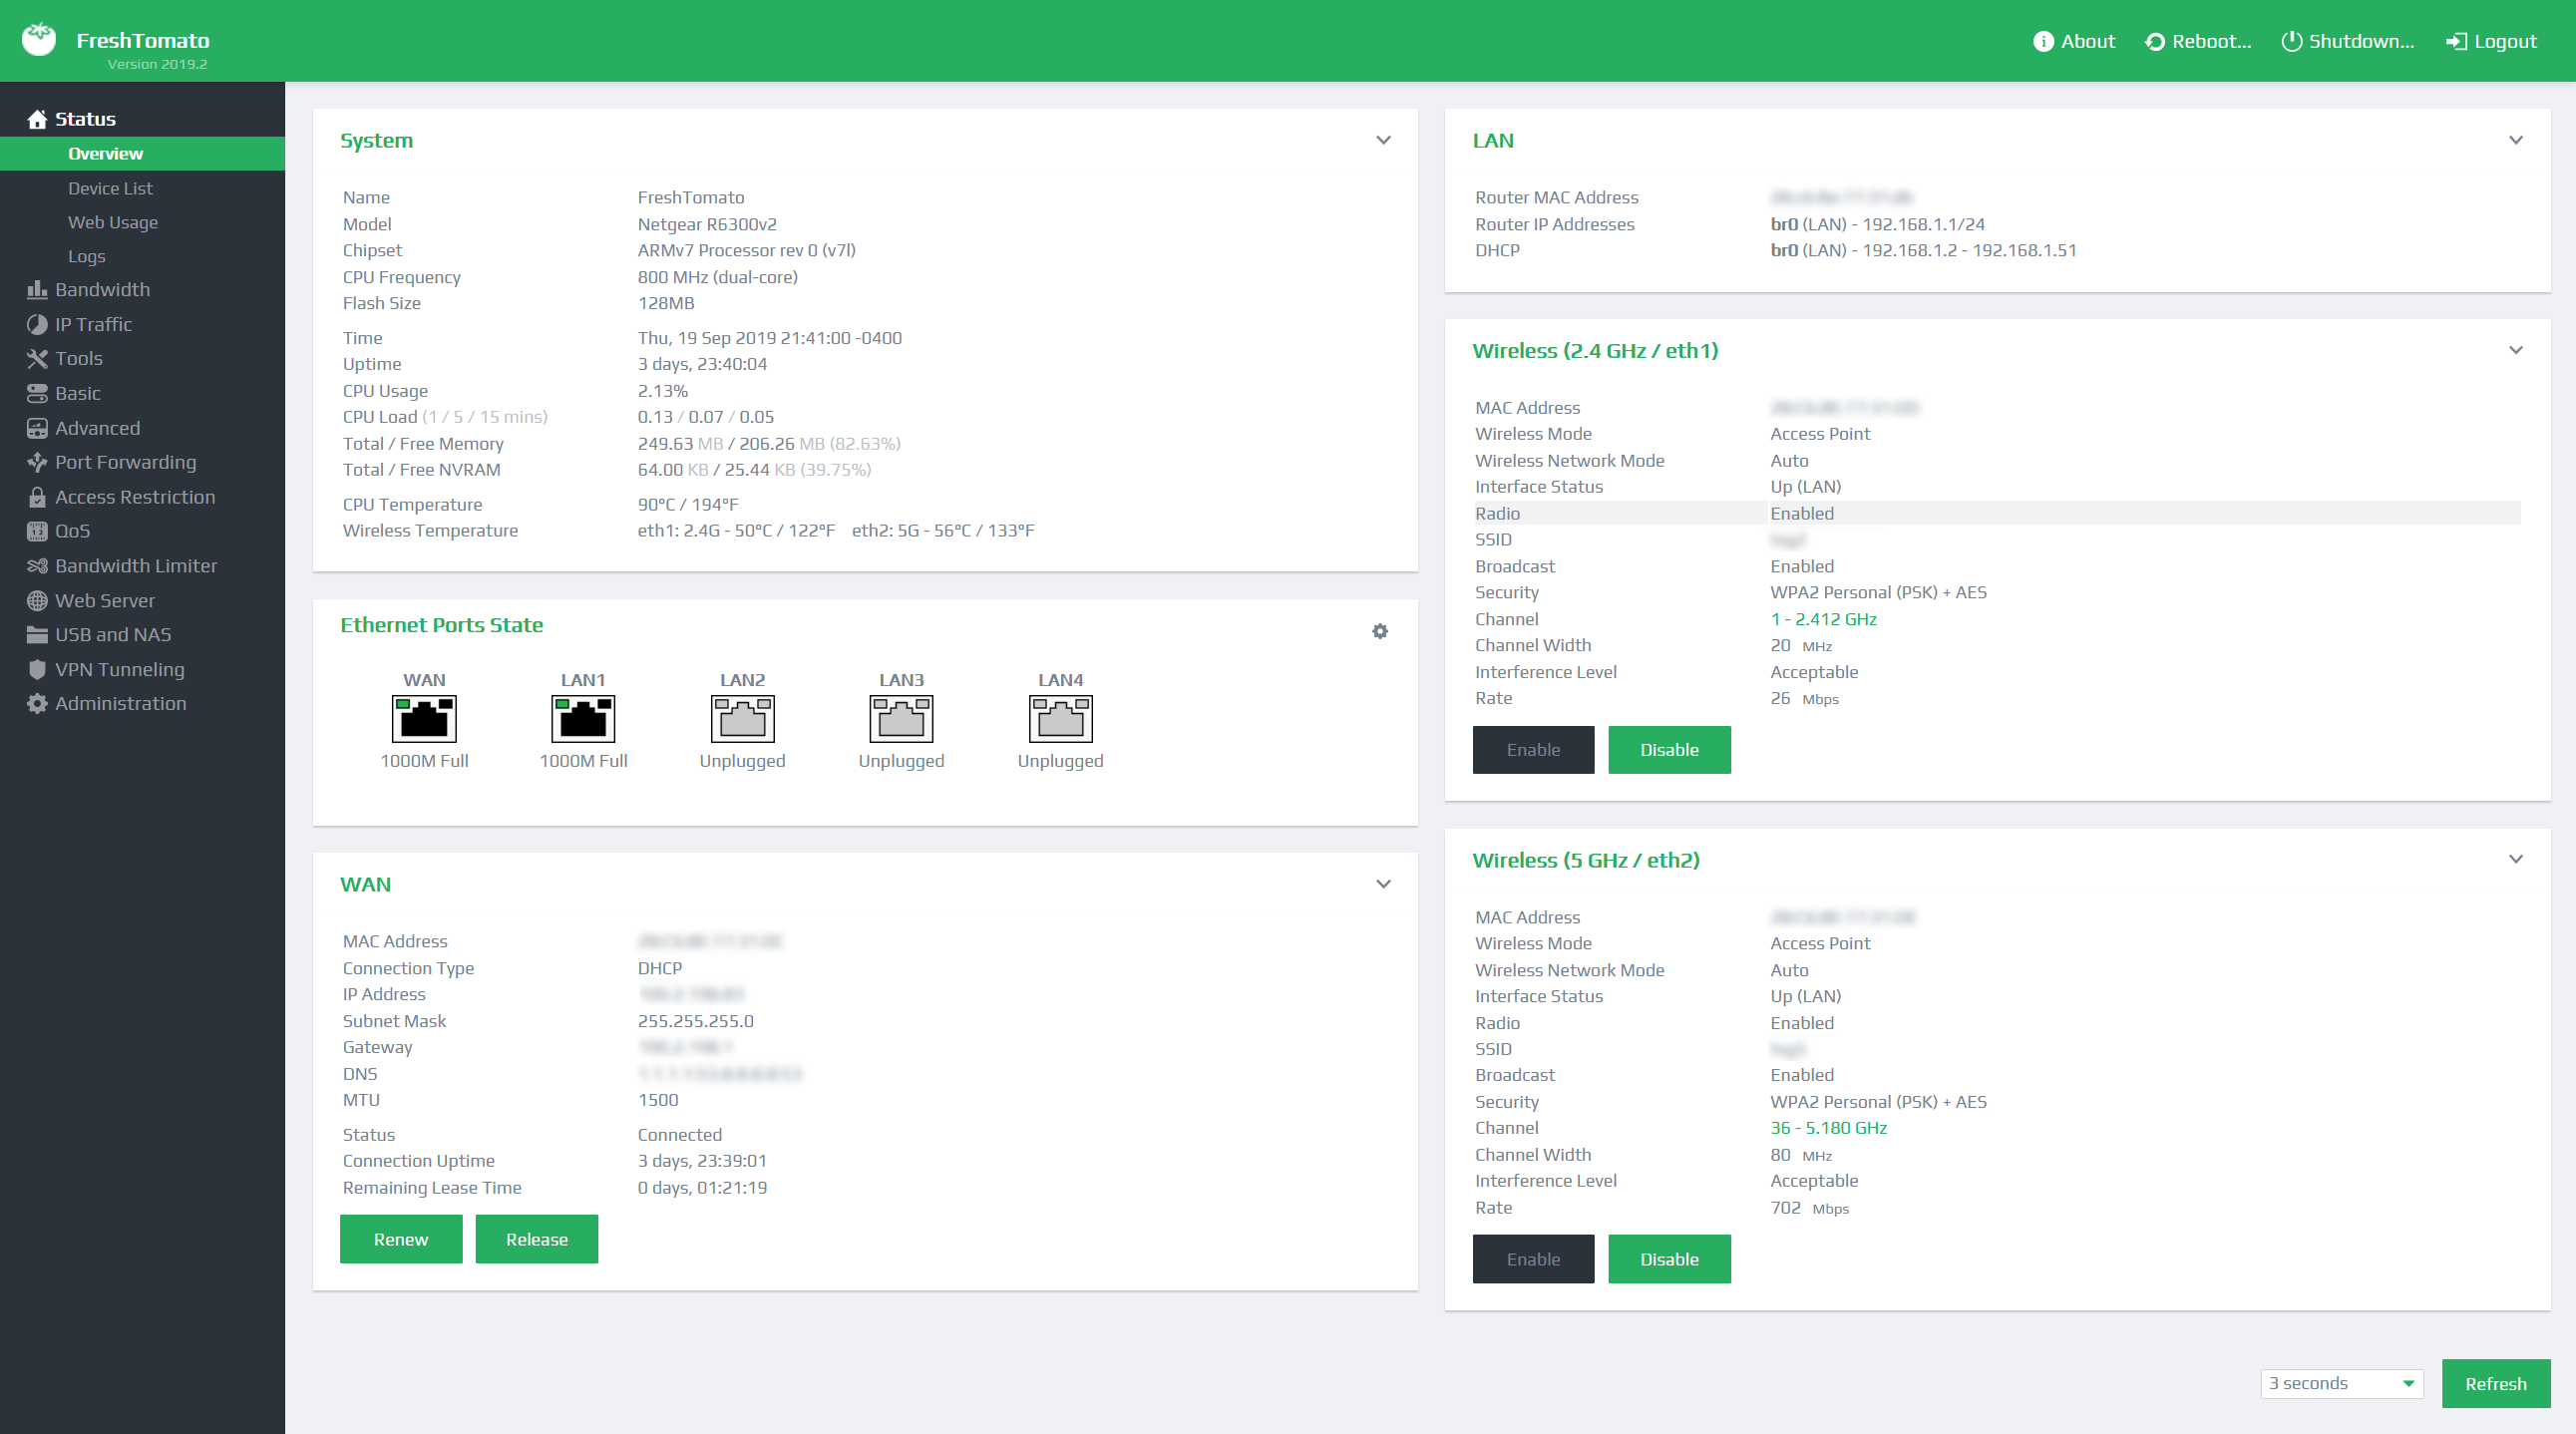 FreshTomato
Version 2019.2
About
Reboot...
Shutdown...
Logout
Status
Overview
Device List
Web Usage
Logs
Bandwidth
IP Traffic
Tools
Basic
Advanced
Port Forwarding
Access Restriction
QoS
Bandwidth Limiter
Web Server
USB and NAS
VPN Tunneling
Administration
System
Name FreshTomato
Model Netgear R6300v2
Chipset ARMv7 Processor rev 0 (v7l)
CPU Frequency 800 MHz (dual-core)
Flash Size 128MB
Time Thu, 19 Sep 2019 21:41:00 -0400
Uptime 3 days, 23:40:04
CPU Usage 2.13%
CPU Load (1 / 5 / 15 mins) 0.13 / 0.07 / 0.05
Total / Free Memory 249.63 MB / 206.26 MB (82.63%)
Total / Free NVRAM 64.00 KB / 25.44 KB (39.75%)
CPU Temperature 90°C / 194°F
Wireless Temperature eth1: 2.4G - 50°C / 122°F eth2: 5G - 56°C / 133°F
Ethernet Ports State
WAN LAN1 LAN2 LAN3 LAN4
1000M Full 1000M Full Unplugged Unplugged Unplugged
WAN
MAC Address
Connection Type DHCP
IP Address
Subnet Mask 255.255.255.0
Gateway
DNS
MTU 1500
Status Connected
Connection Uptime 3 days, 23:39:01
Remaining Lease Time 0 days, 01:21:19
Renew Release
LAN
Router MAC Address
Router IP Addresses br0 (LAN) - 192.168.1.1/24
DHCP br0 (LAN) - 192.168.1.2 - 192.168.1.51
Wireless (2.4 GHz / eth1)
MAC Address
Wireless Mode Access Point
Wireless Network Mode Auto
Interface Status Up (LAN)
Radio Enabled
SSID
Broadcast Enabled
Security WPA2 Personal (PSK) + AES
Channel 1 - 2.412 GHz
Channel Width 20 MHz
Interference Level Acceptable
Rate 26 Mbps
Enable Disable
Wireless (5 GHz / eth2)
MAC Address
Wireless Mode Access Point
Wireless Network Mode Auto
Interface Status Up (LAN)
Radio Enabled
SSID
Broadcast Enabled
Security WPA2 Personal (PSK) + AES
Channel 36 - 5.180 GHz
Channel Width 80 MHz
Interference Level Acceptable
Rate 702 Mbps
Enable Disable
3 seconds
Refresh